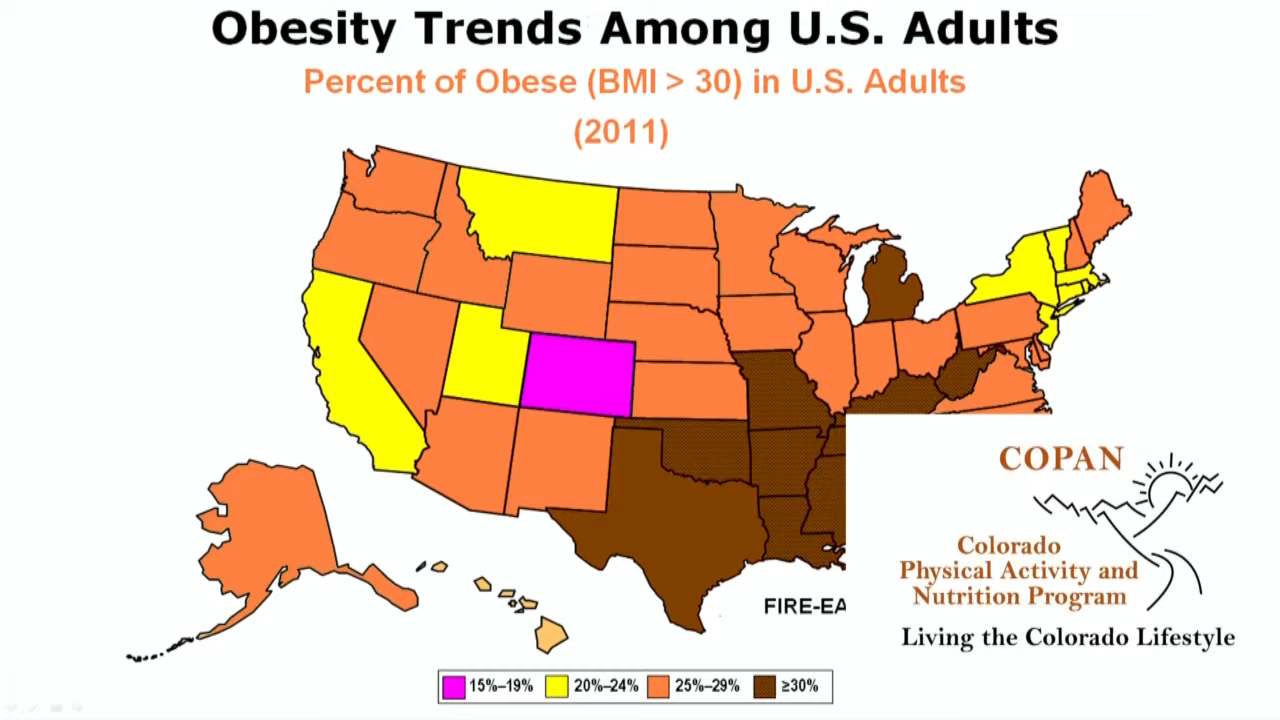 Obesity Trends Among U.S. Adults
Percent of Obese (BMI > 30) in U.S. Adults
(2011)
COPAN
Colorado
Physical Activity and
Nutrition Program
FIRE-EA
Living the Colorado Lifestyle
15%–19% 20%–24% 25%–29% ≥30%